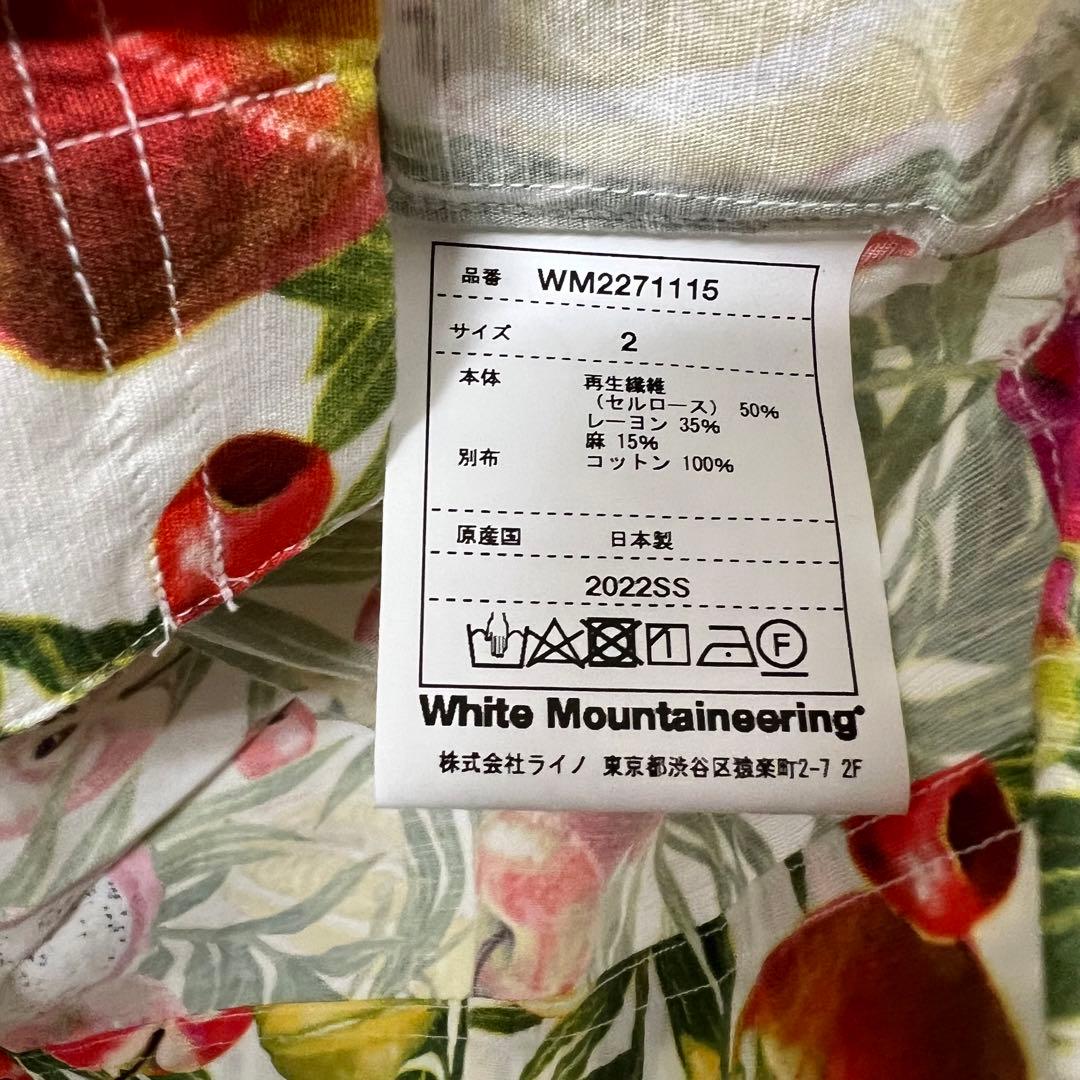 品番 WM2271115
サイズ 2
本体 再生繊維
(セルロース) 50%
レーヨン 35%
麻 15%
別布 コットン 100%
原産国 日本製
2022SS
F
White Mountaineering
株式会社ライノ 東京都渋谷区猿楽町2-7 2F